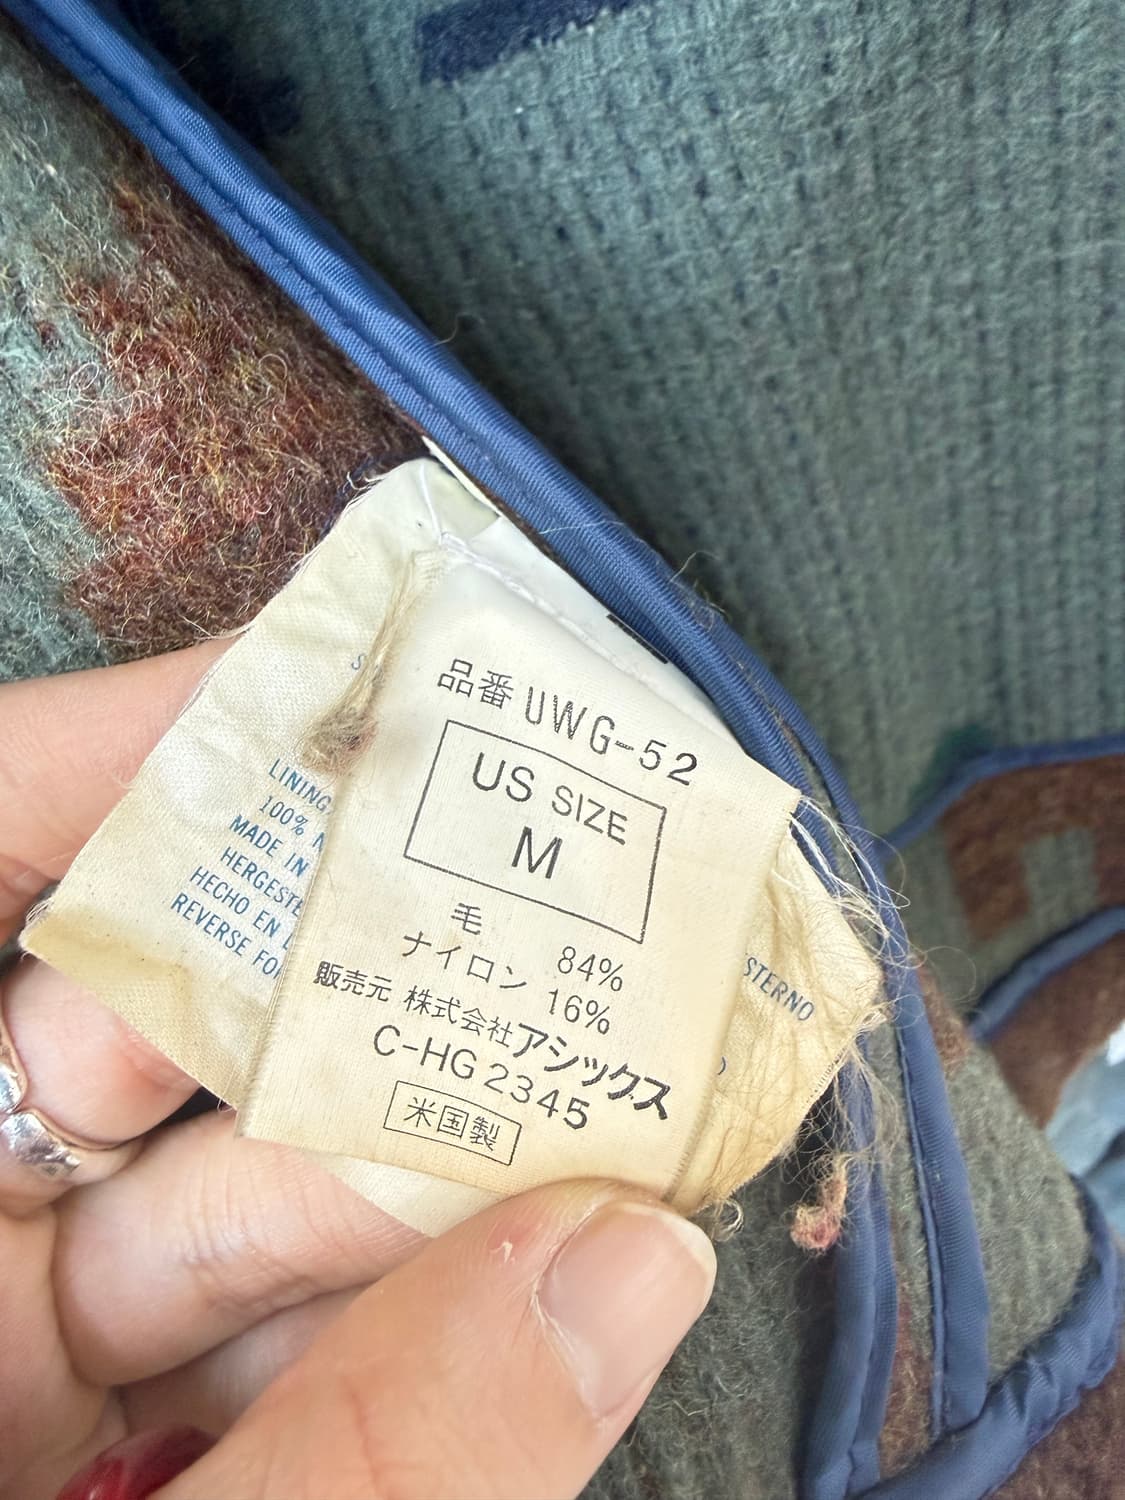 品番 UWG-52
US SIZE
M
毛 84%
ナイロン 16%
販売元 株式会社アシックス
C-HG 2345
米国製
LINING
100%
MADE IN
HERGESTE
HECHO EN
REVERSE FO
STERNO